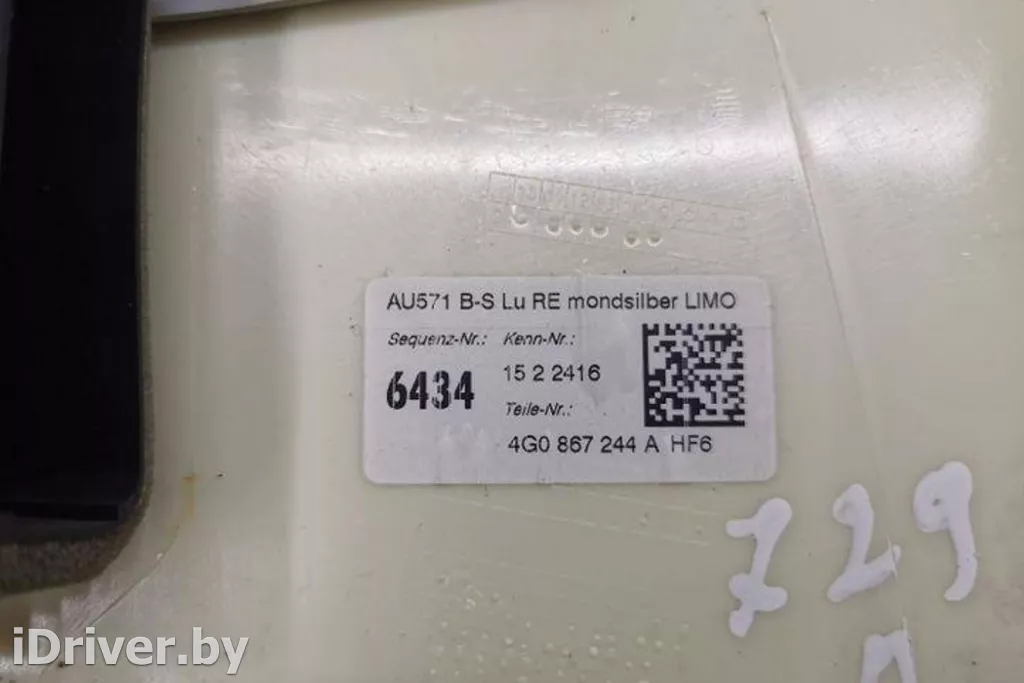 AU571 B-S Lu RE mondsilber LIMO
Sequenz-Nr.: Kenn-Nr.:
6434 15 2 2416
Teile-Nr.:
4G0 867 244 A HF6
729
iDriver.by